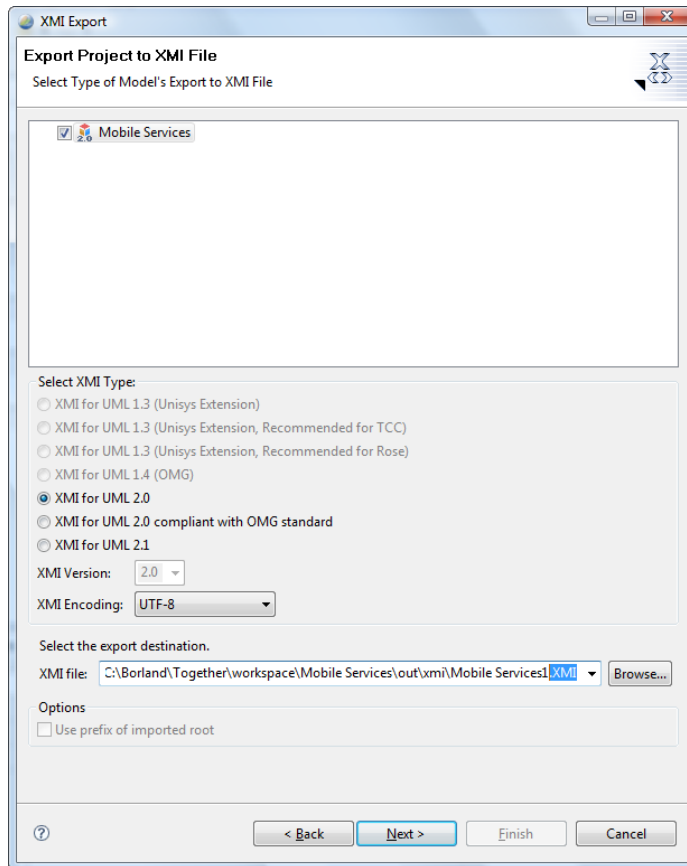 XMI Export
Export Project to XMI File
Select Type of Model's Export to XMI File
2.0 Mobile Services
Select XMI Type:
XMI for UML 1.3 (Unisys Extension)
XMI for UML 1.3 (Unisys Extension, Recommended for TCC)
XMI for UML 1.3 (Unisys Extension, Recommended for Rose)
XMI for UML 1.4 (OMG)
XMI for UML 2.0
XMI for UML 2.0 compliant with OMG standard
XMI for UML 2.1
XMI Version: 2.0
XMI Encoding: UTF-8
Select the export destination.
XMI file: C:\Borland\Together\workspace\Mobile Services\out\xmi\Mobile Services1.XMI Browse...
Options
Use prefix of imported root
? < Back Next > Finish Cancel